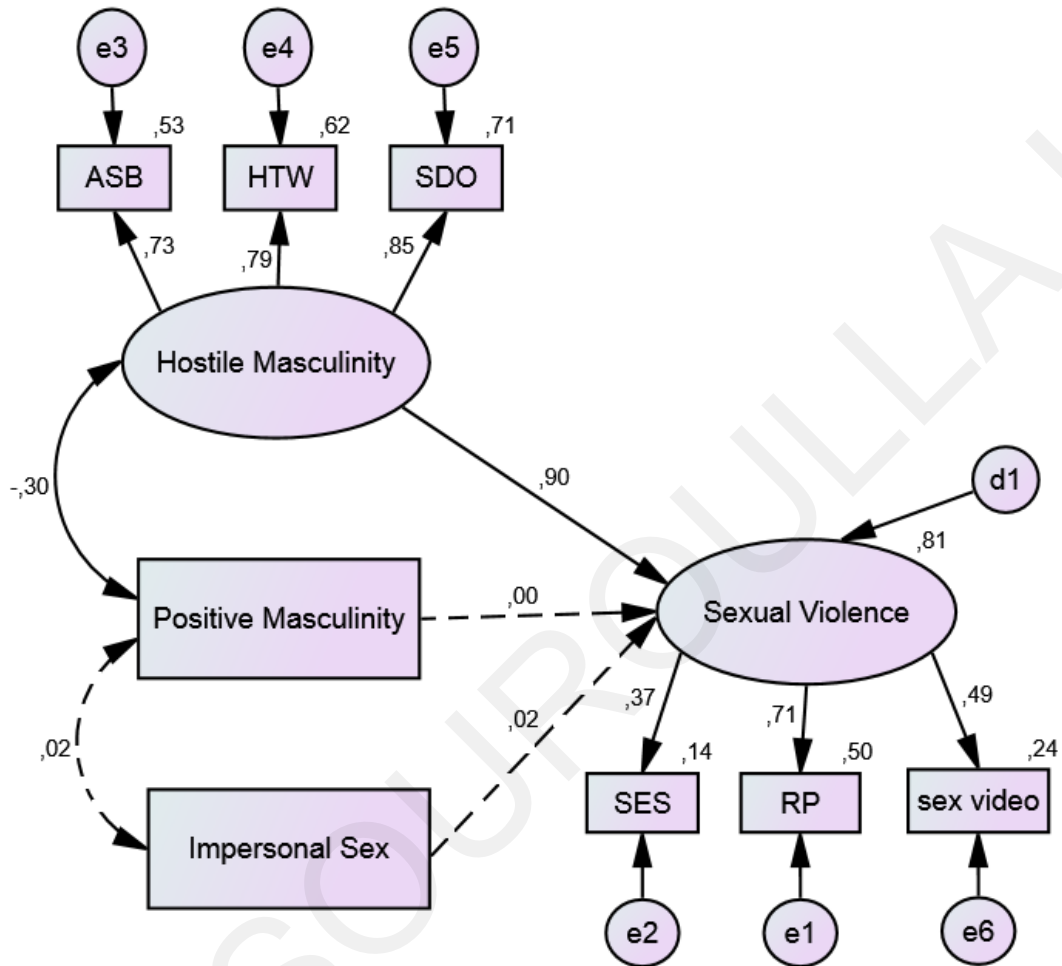 e3 e4 e5
,53 ,62 ,71
ASB HTW SDO
,73 ,79 ,85
Hostile Masculinity
,90
d1
-,30
,81
,00
Positive Masculinity
Sexual Violence
,02
,02
,37 ,71 ,49
,14 ,50 ,24
SES RP sex video
Impersonal Sex
e2 e1 e6
SOUROULLA